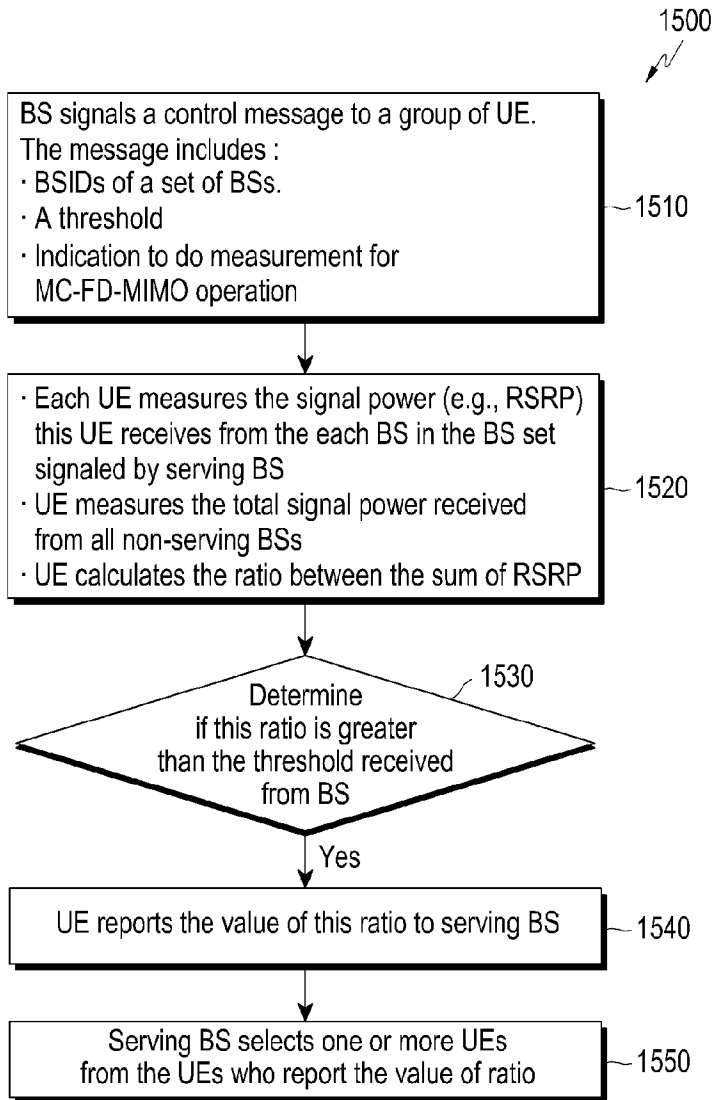 1500
BS signals a control message to a group of UE.
The message includes :
· BSIDs of a set of BSs.
· A threshold
· Indication to do measurement for
MC-FD-MIMO operation
1510
· Each UE measures the signal power (e.g., RSRP)
this UE receives from the each BS in the BS set
signaled by serving BS
· UE measures the total signal power received
from all non-serving BSs
· UE calculates the ratio between the sum of RSRP
1520
1530
Determine
if this ratio is greater
than the threshold received
from BS
Yes
UE reports the value of this ratio to serving BS
1540
Serving BS selects one or more UEs
from the UEs who report the value of ratio
1550